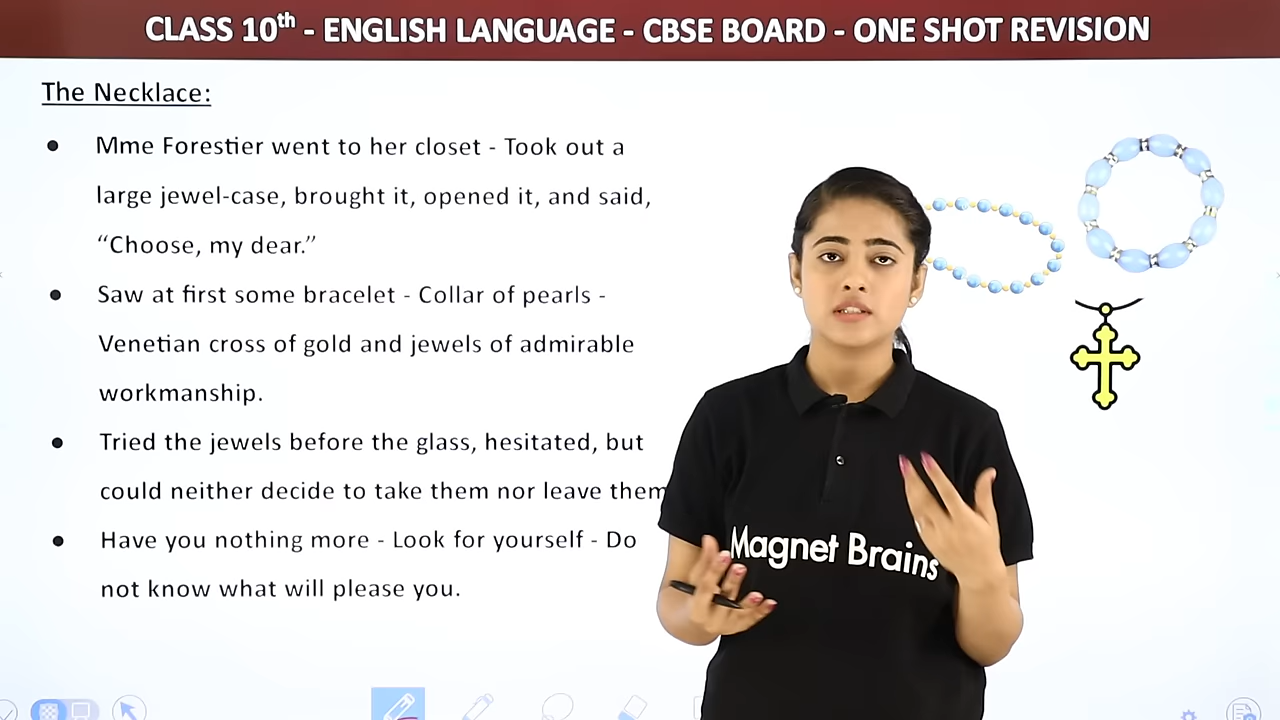 CLASS 10th - ENGLISH LANGUAGE - CBSE BOARD - ONE SHOT REVISION
The Necklace:
● Mme Forestier went to her closet - Took out a
large jewel-case, brought it, opened it, and said,
“Choose, my dear.”
● Saw at first some bracelet - Collar of pearls -
Venetian cross of gold and jewels of admirable
workmanship.
● Tried the jewels before the glass, hesitated, but
could neither decide to take them nor leave them
● Have you nothing more - Look for yourself - Do
not know what will please you.
Magnet Brains